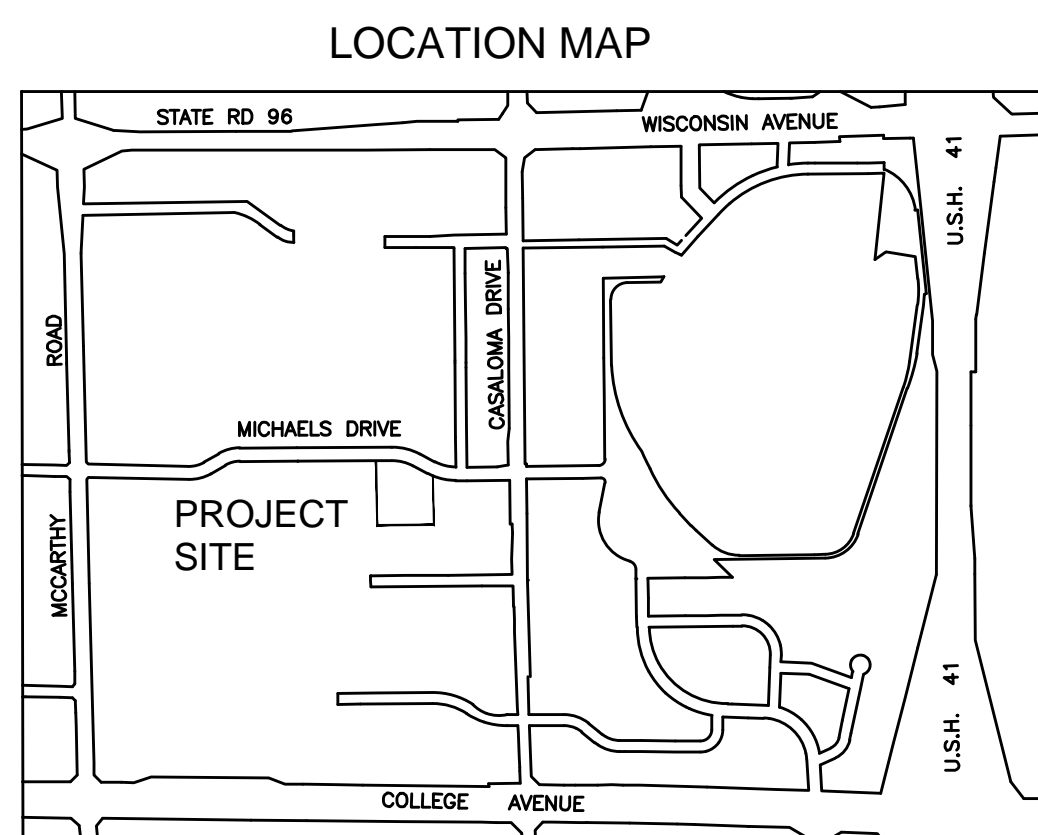 LOCATION MAP
STATE RD 96
WISCONSIN AVENUE
U.S.H. 41
ROAD
CASALOMA DRIVE
MICHAELS DRIVE
PROJECT
SITE
MCCARTHY
U.S.H. 41
COLLEGE AVENUE